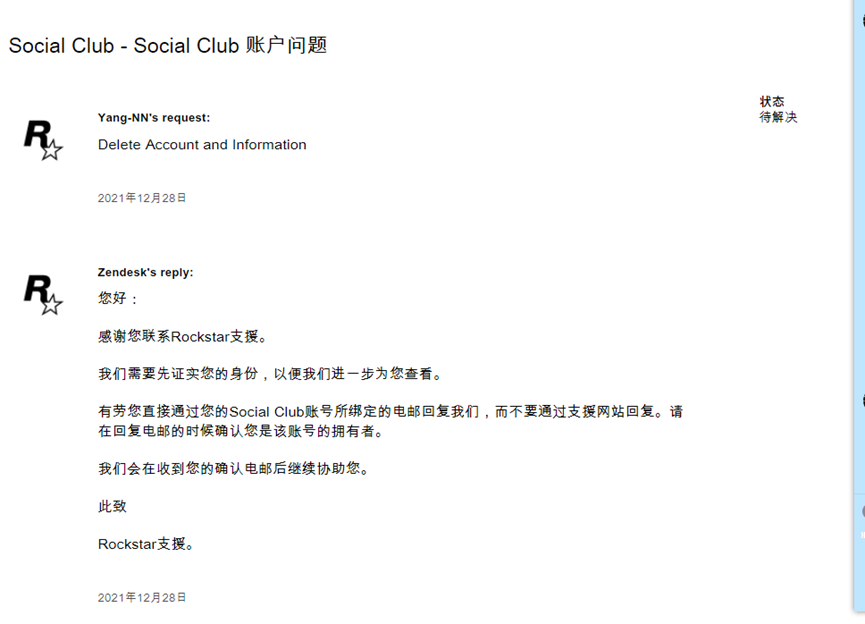 Social Club - Social Club 账户问题
状态
待解决
Yang-NN's request:
Delete Account and Information
2021年12月28日
Zendesk's reply:
您好：
感谢您联系Rockstar支援。
我们需要先证实您的身份，以便我们进一步为您查看。
有劳您直接通过您的Social Club账号所绑定的电邮回复我们，而不要通过支援网站回复。请
在回复电邮的时候确认您是该账号的拥有者。
我们会在收到您的确认电邮后继续协助您。
此致
Rockstar支援。
2021年12月28日